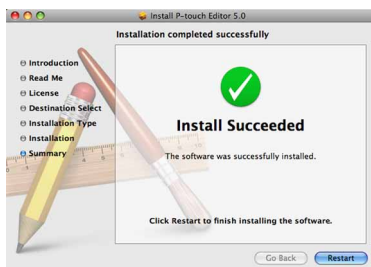 Install P-touch Editor 5.0
Installation completed successfully
Introduction
Read Me
License
Destination Select
Installation Type
Installation
Summary
Install Succeeded
The software was successfully installed.
Click Restart to finish installing the software.
Go Back
Restart